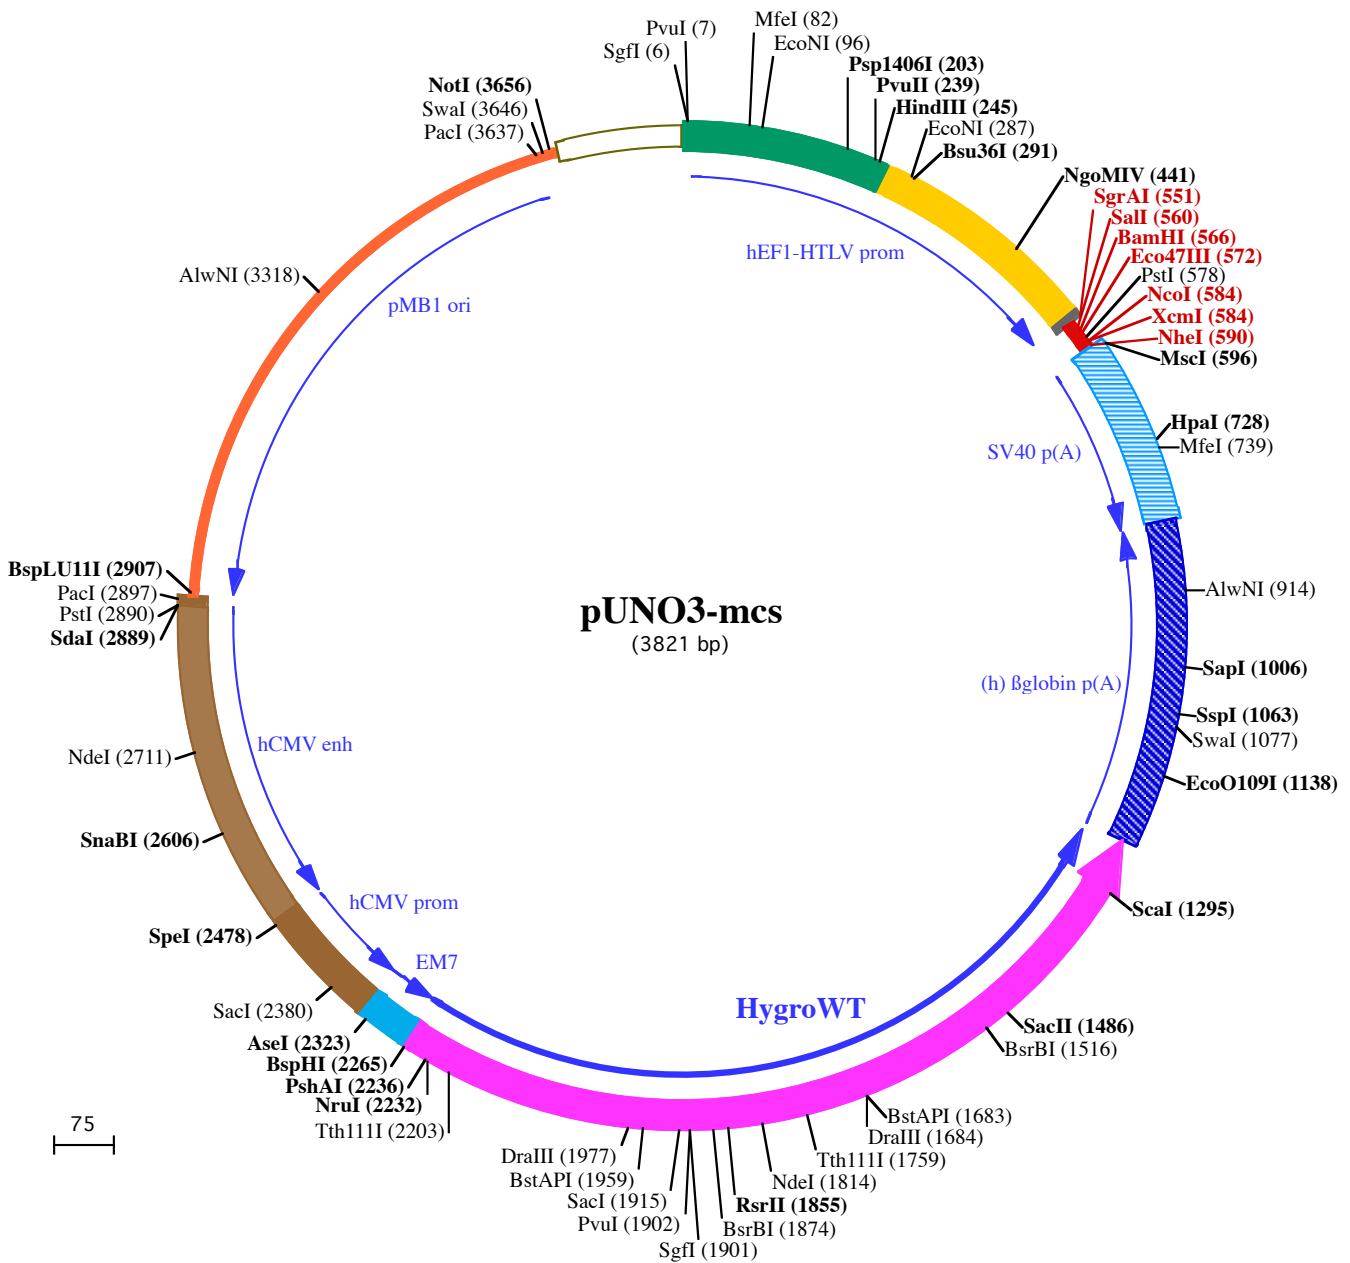 PvuI (7)
SgfI (6)
MfeI (82)
EcoNI (96)
Psp1406I (203)
PvuII (239)
HindIII (245)
EcoNI (287)
Bsu36I (291)
NgoMIV (441)
SgrAI (551)
SalI (560)
BamHI (566)
Eco47III (572)
PstI (578)
NcoI (584)
XcmI (584)
NheI (590)
MscI (596)
HpaI (728)
MfeI (739)
AlwNI (914)
SapI (1006)
SspI (1063)
SwaI (1077)
EcoO109I (1138)
ScaI (1295)
SacII (1486)
BsrBI (1516)
BstAPI (1683)
DraIII (1684)
Tth111I (1759)
NdeI (1814)
RsrII (1855)
BsrBI (1874)
SgfI (1901)
PvuI (1902)
SacI (1915)
BstAPI (1959)
DraIII (1977)
Tth111I (2203)
NruI (2232)
PshAI (2236)
BspHI (2265)
AseI (2323)
SacI (2380)
SpeI (2478)
SnaBI (2606)
NdeI (2711)
SdaI (2889)
PstI (2890)
PacI (2897)
BspLU11I (2907)
AlwNI (3318)
PacI (3637)
SwaI (3646)
NotI (3656)
hEF1-HTLV prom
SV40 p(A)
(h) ßglobin p(A)
HygroWT
EM7
hCMV prom
hCMV enh
pMB1 ori
pUNO3-mcs
(3821 bp)
75